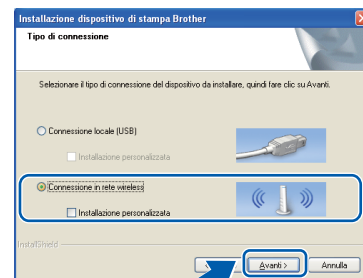 Installazione dispositivo di stampa Brother
Tipo di connessione
Selezionare il tipo di connessione del dispositivo da installare, quindi fare clic su Avanti.
Connessione locale (USB)
Installazione personalizzata
Connessione in rete wireless
Installazione personalizzata
InstallShield
Avanti >
Annulla